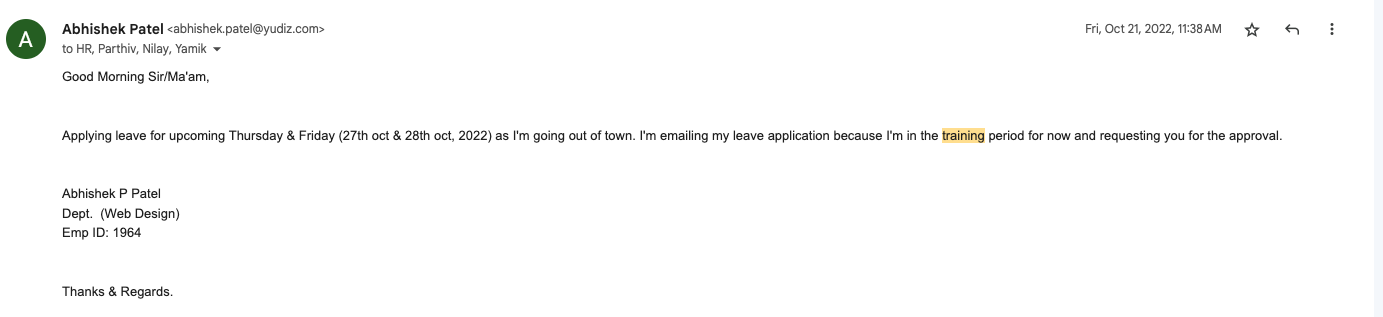 A
Abhishek Patel <abhishek.patel@yudiz.com>
Fri, Oct 21, 2022, 11:38 AM
to HR, Parthiv, Nilay, Yamik
Good Morning Sir/Ma'am,
Applying leave for upcoming Thursday & Friday (27th oct & 28th oct, 2022) as I'm going out of town. I'm emailing my leave application because I'm in the training period for now and requesting you for the approval.
Abhishek P Patel
Dept.  (Web Design)
Emp ID: 1964
Thanks & Regards.